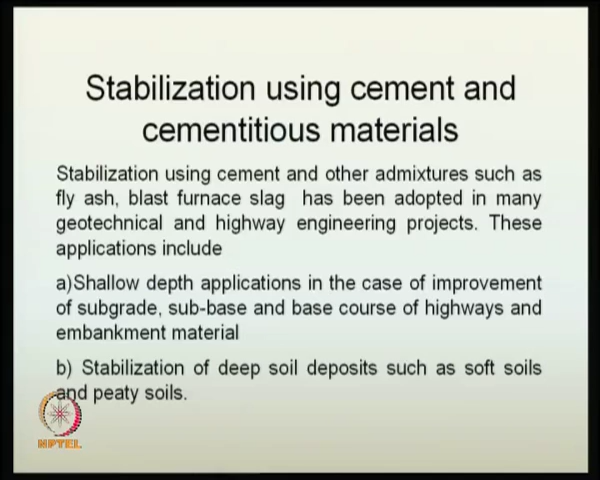 Stabilization using cement and
cementitious materials
Stabilization using cement and other admixtures such as
fly ash, blast furnace slag has been adopted in many
geotechnical and highway engineering projects. These
applications include
a)Shallow depth applications in the case of improvement
of subgrade, sub-base and base course of highways and
embankment material
b) Stabilization of deep soil deposits such as soft soils
and peaty soils.
NPTEL